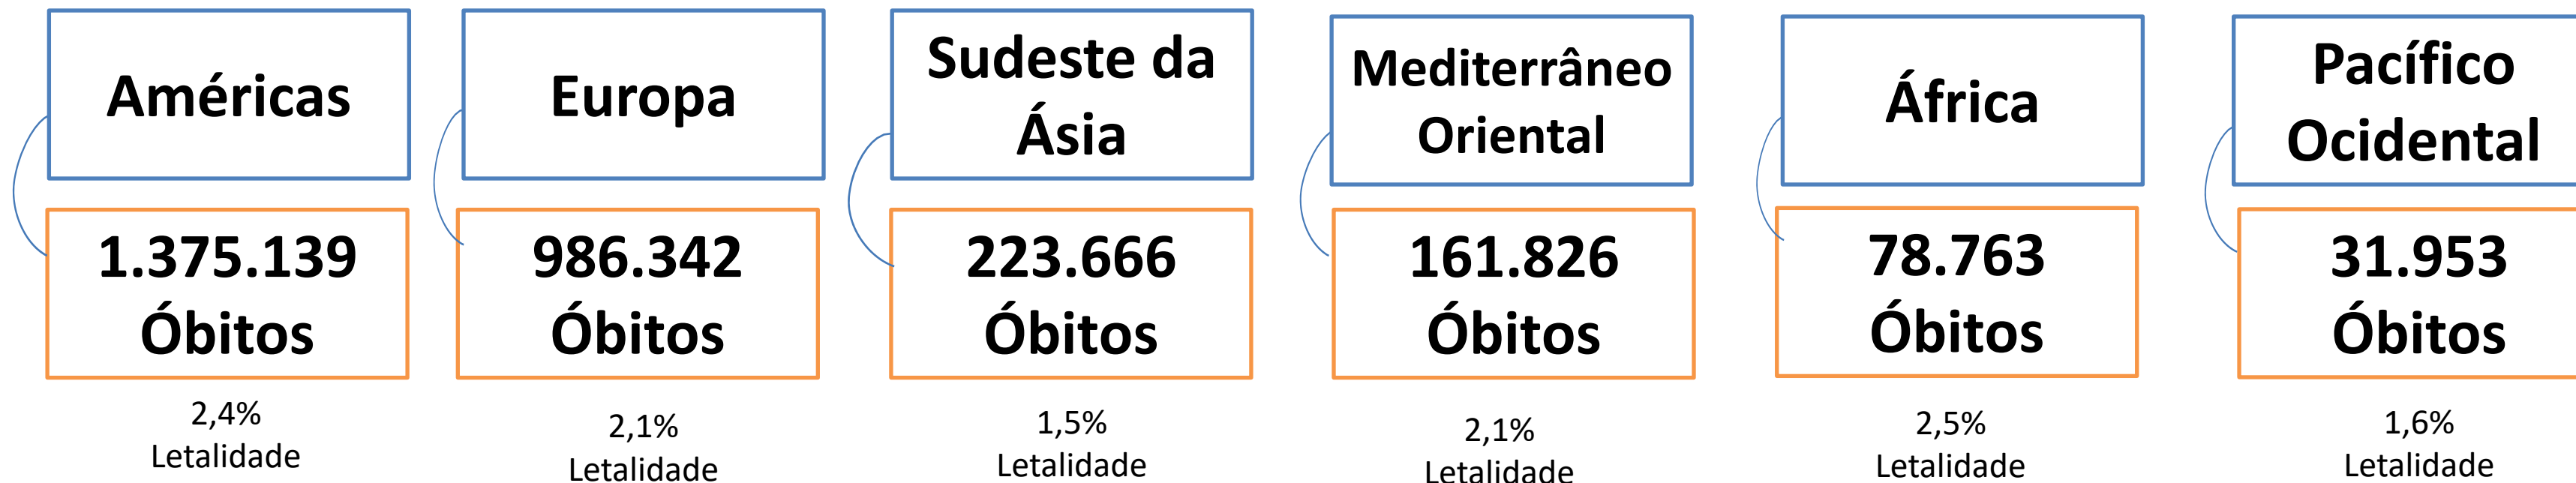 Américas
1.375.139
Óbitos
2,4%
Letalidade
Europa
986.342
Óbitos
2,1%
Letalidade
Sudeste da
Ásia
223.666
Óbitos
1,5%
Letalidade
Mediterrâneo
Oriental
161.826
Óbitos
2,1%
Letalidade
África
78.763
Óbitos
2,5%
Letalidade
Pacífico
Ocidental
31.953
Óbitos
1,6%
Letalidade